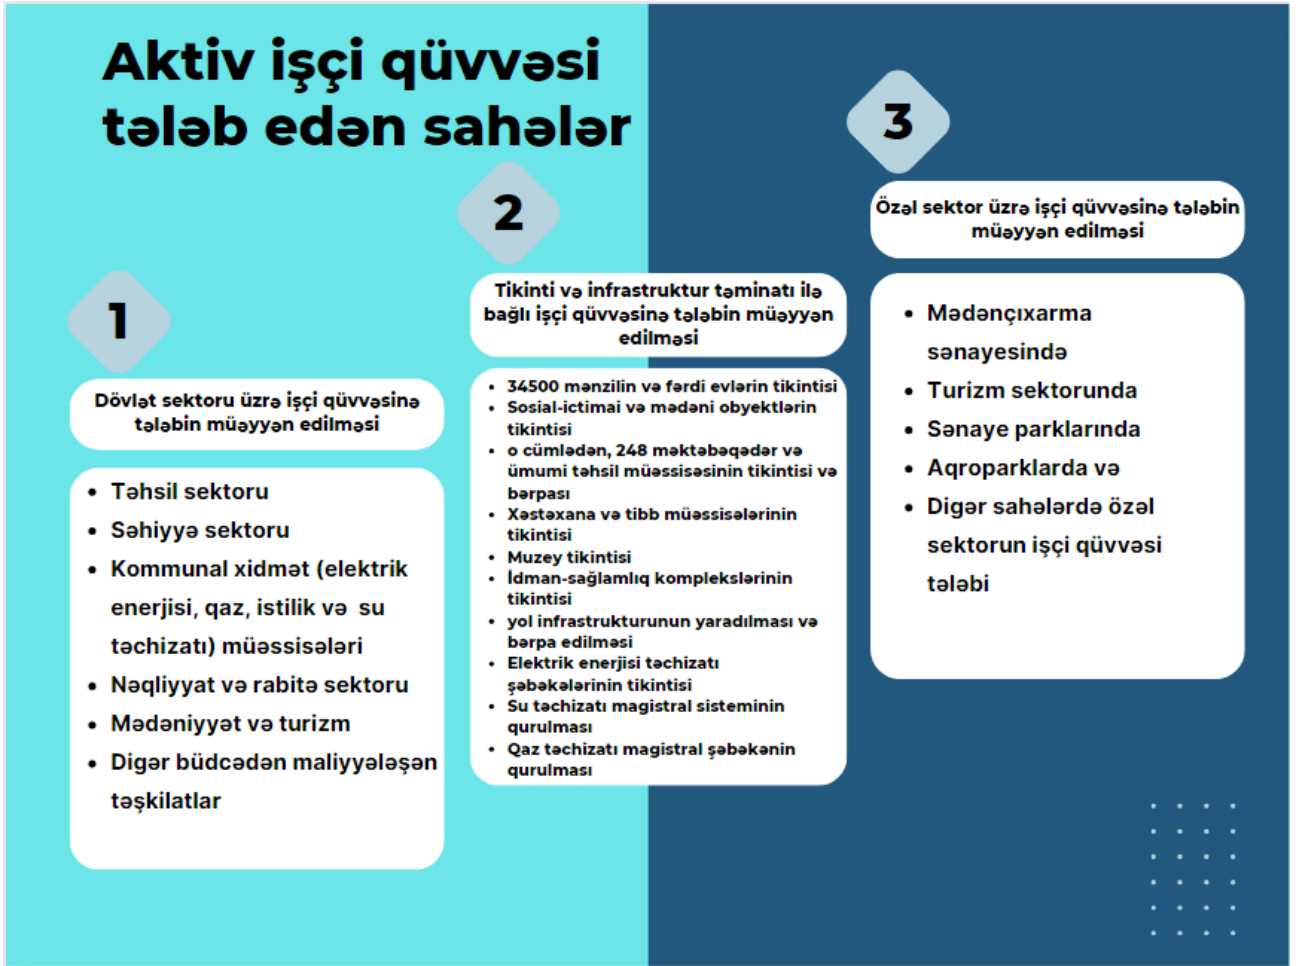 Aktiv işçi qüvvəsi
tələb edən sahələr
1
Dövlət sektoru üzrə işçi qüvvəsinə
tələbin müəyyən edilməsi
• Təhsil sektoru
• Səhiyyə sektoru
• Kommunal xidmət (elektrik
enerjisi, qaz, istilik və su
təchizatı) müəssisələri
• Nəqliyyat və rabitə sektoru
• Mədəniyyət və turizm
• Digər büdcədən maliyyələşən
təşkilatlar
2
Tikinti və infrastruktur təminatı ilə
bağlı işçi qüvvəsinə tələbin müəyyən
edilməsi
• 34500 mənzilin və fərdi evlərin tikintisi
• Sosial-ictimai və mədəni obyektlərin
tikintisi
• o cümlədən, 248 məktəbəqədər və
ümumi təhsil müəssisəsinin tikintisi və
bərpası
• Xəstəxana və tibb müəssisələrinin
tikintisi
• Muzey tikintisi
• İdman-sağlamlıq komplekslərinin
tikintisi
• yol infrastrukturunun yaradılması və
bərpa edilməsi
• Elektrik enerjisi təchizatı
şəbəkələrinin tikintisi
• Su təchizatı magistral sisteminin
qurulması
• Qaz təchizatı magistral şəbəkənin
qurulması
3
Özəl sektor üzrə işçi qüvvəsinə tələbin
müəyyən edilməsi
• Mədənçıxarma
sənayesində
• Turizm sektorunda
• Sənaye parklarında
• Aqroparklarda və
• Digər sahələrdə özəl
sektorun işçi qüvvəsi
tələbi